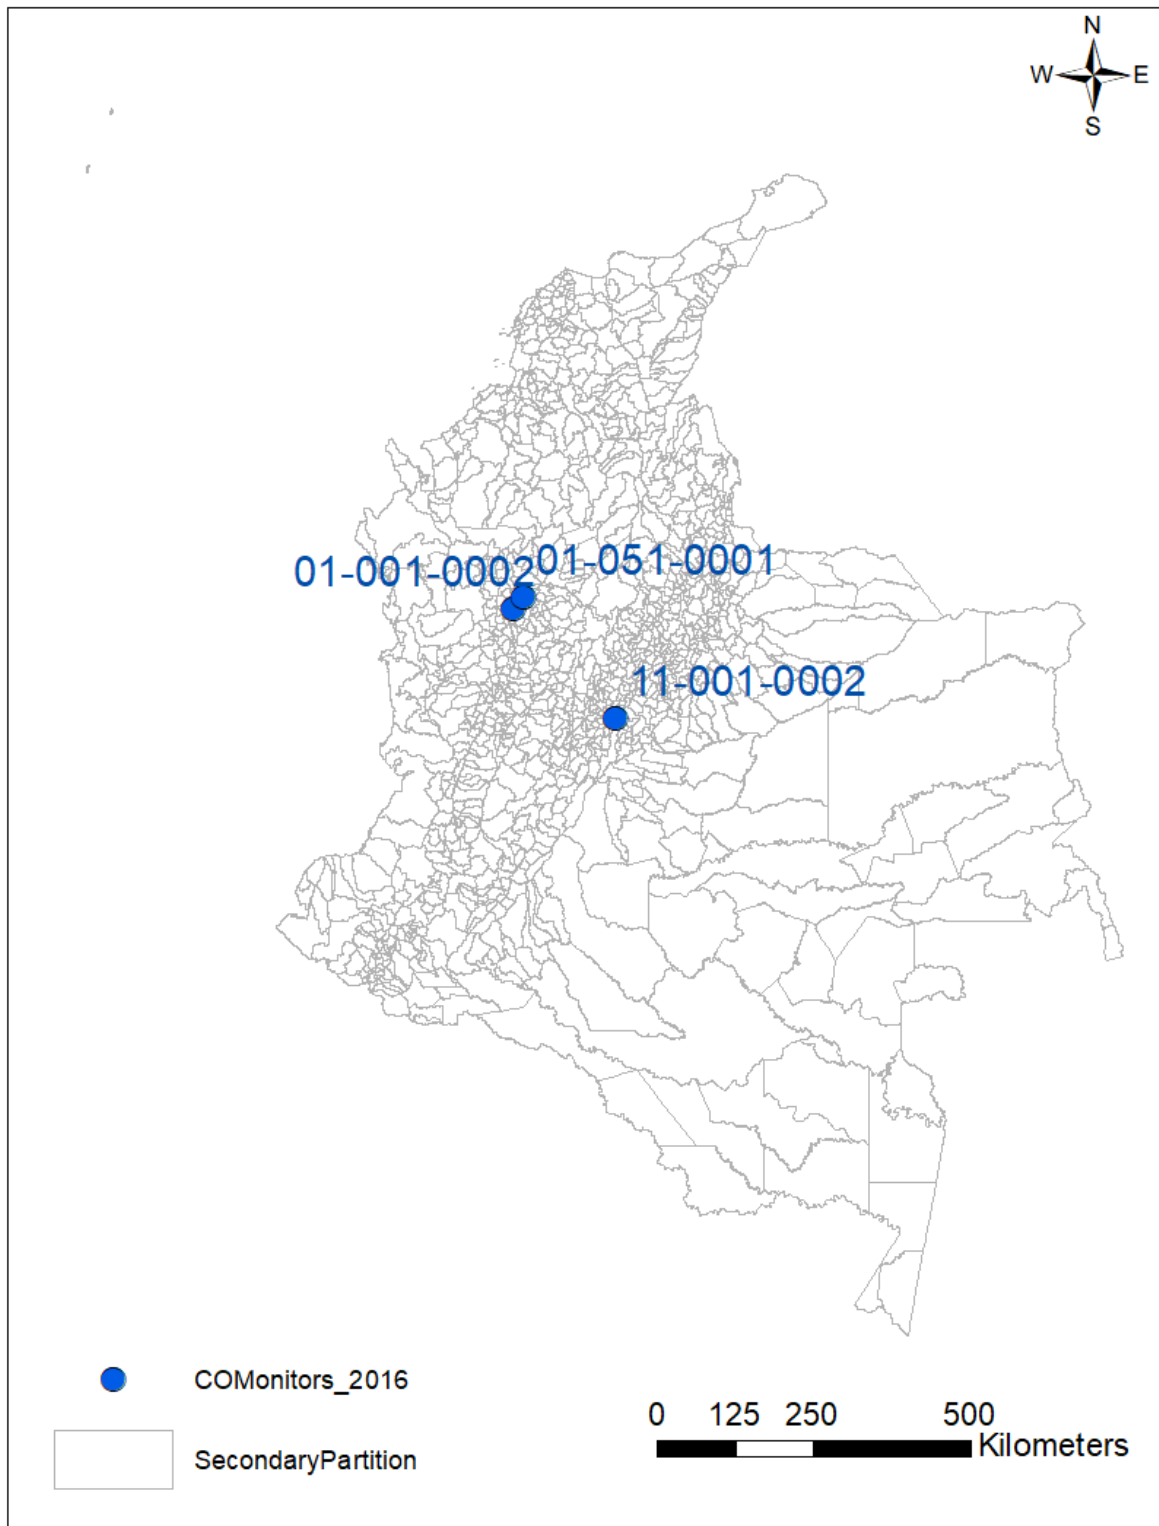 N
W E
S
01-001-0002
01-051-0001
11-001-0002
COMonitors_2016
SecondaryPartition
0 125 250 500
Kilometers